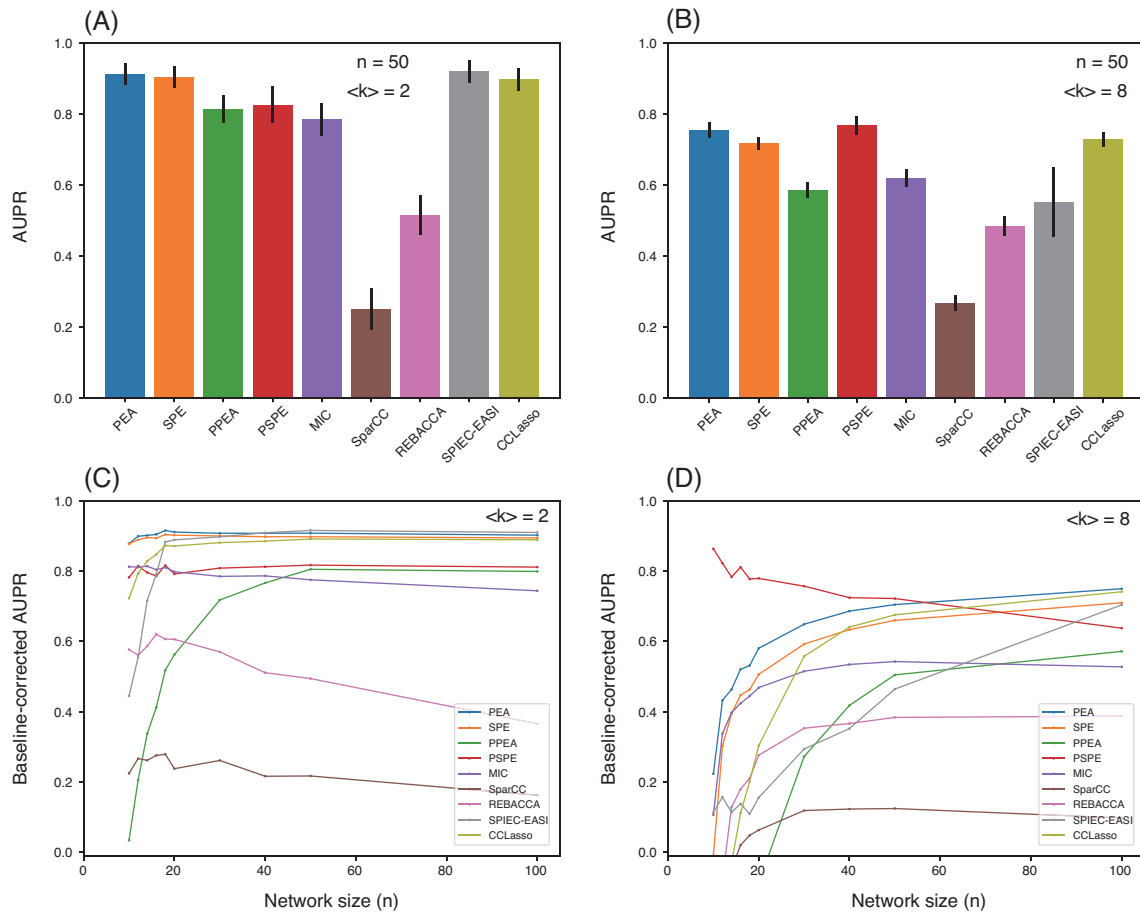 (A)
n = 50
<k> = 2
AUPR
1.0
0.8
0.6
0.4
0.2
0.0
PEA
SPE
PPEA
PSPE
MIC
SparCC
REBACCA
SPIEC-EASI
CCLasso
(B)
n = 50
<k> = 8
AUPR
1.0
0.8
0.6
0.4
0.2
0.0
PEA
SPE
PPEA
PSPE
MIC
SparCC
REBACCA
SPIEC-EASI
CCLasso
(C)
<k> = 2
Baseline-corrected AUPR
1.0
0.8
0.6
0.4
0.2
0.0
PEA
SPE
PPEA
PSPE
MIC
SparCC
REBACCA
SPIEC-EASI
CCLasso
0 20 40 60 80 100
Network size (n)
(D)
<k> = 8
Baseline-corrected AUPR
1.0
0.8
0.6
0.4
0.2
0.0
PEA
SPE
PPEA
PSPE
MIC
SparCC
REBACCA
SPIEC-EASI
CCLasso
0 20 40 60 80 100
Network size (n)